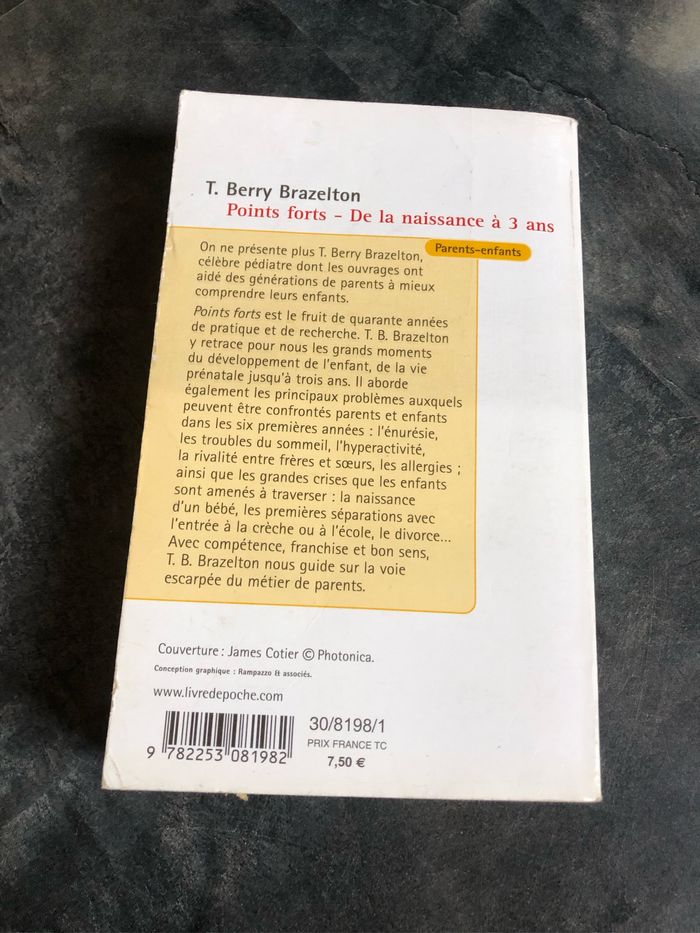 T. Berry Brazelton
Points forts – De la naissance à 3 ans
Parents-enfants
On ne présente plus T. Berry Brazelton,
célèbre pédiatre dont les ouvrages ont
aidé des générations de parents à mieux
comprendre leurs enfants.
Points forts est le fruit de quarante années
de pratique et de recherche. T. B. Brazelton
y retrace pour nous les grands moments
du développement de l'enfant, de la vie
prénatale jusqu'à trois ans. Il aborde
également les principaux problèmes auxquels
peuvent être confrontés parents et enfants
dans les six premières années : l'énurésie,
les troubles du sommeil, l'hyperactivité,
la rivalité entre frères et sœurs, les allergies ;
ainsi que les grandes crises que les enfants
sont amenés à traverser : la naissance
d'un bébé, les premières séparations avec
l'entrée à la crèche ou à l'école, le divorce...
Avec compétence, franchise et bon sens,
T. B. Brazelton nous guide sur la voie
escarpée du métier de parents.
Couverture : James Cotier © Photonica.
Conception graphique : Rampazzo & associés.
www.livredepoche.com
30/8198/1
PRIX FRANCE TC
7,50 €
9 782253 081982